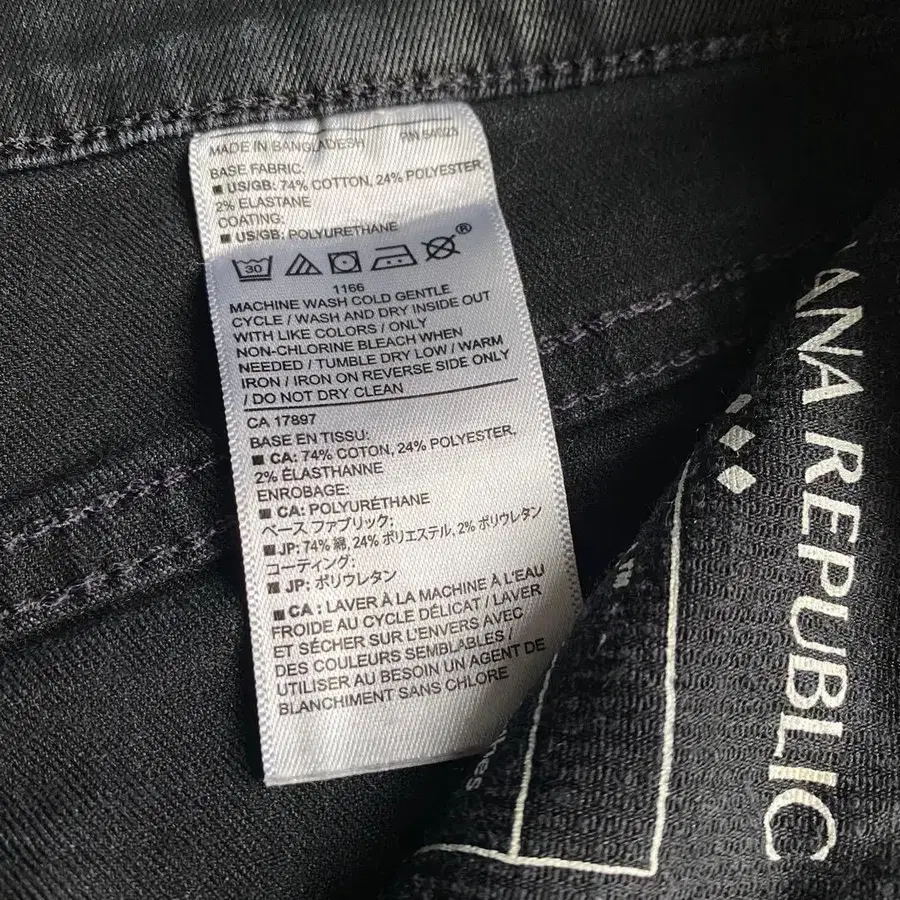 MADE IN BANGLADESH
RN 54023
BASE FABRIC:
■ US/GB: 74% COTTON, 24% POLYESTER,
2% ELASTANE
COATING:
■ US/GB: POLYURETHANE
30
®
1166
MACHINE WASH COLD GENTLE
CYCLE / WASH AND DRY INSIDE OUT
WITH LIKE COLORS / ONLY
NON-CHLORINE BLEACH WHEN
NEEDED / TUMBLE DRY LOW / WARM
IRON / IRON ON REVERSE SIDE ONLY
/ DO NOT DRY CLEAN
CA 17897
BASE EN TISSU:
■ CA: 74% COTON, 24% POLYESTER,
2% ÉLASTHANNE
ENROBAGE:
■ CA: POLYURÉTHANE
ベース ファブリック:
■ JP: 74% 綿, 24% ポリエステル, 2% ポリウレタン
コーティング:
■ JP: ポリウレタン
■ CA : LAVER À LA MACHINE À L'EAU
FROIDE AU CYCLE DÉLICAT / LAVER
ET SÉCHER SUR L'ENVERS AVEC
DES COULEURS SEMBLABLES /
UTILISER AU BESOIN UN AGENT DE
BLANCHIMENT SANS CHLORE
ANA REPUBLIC